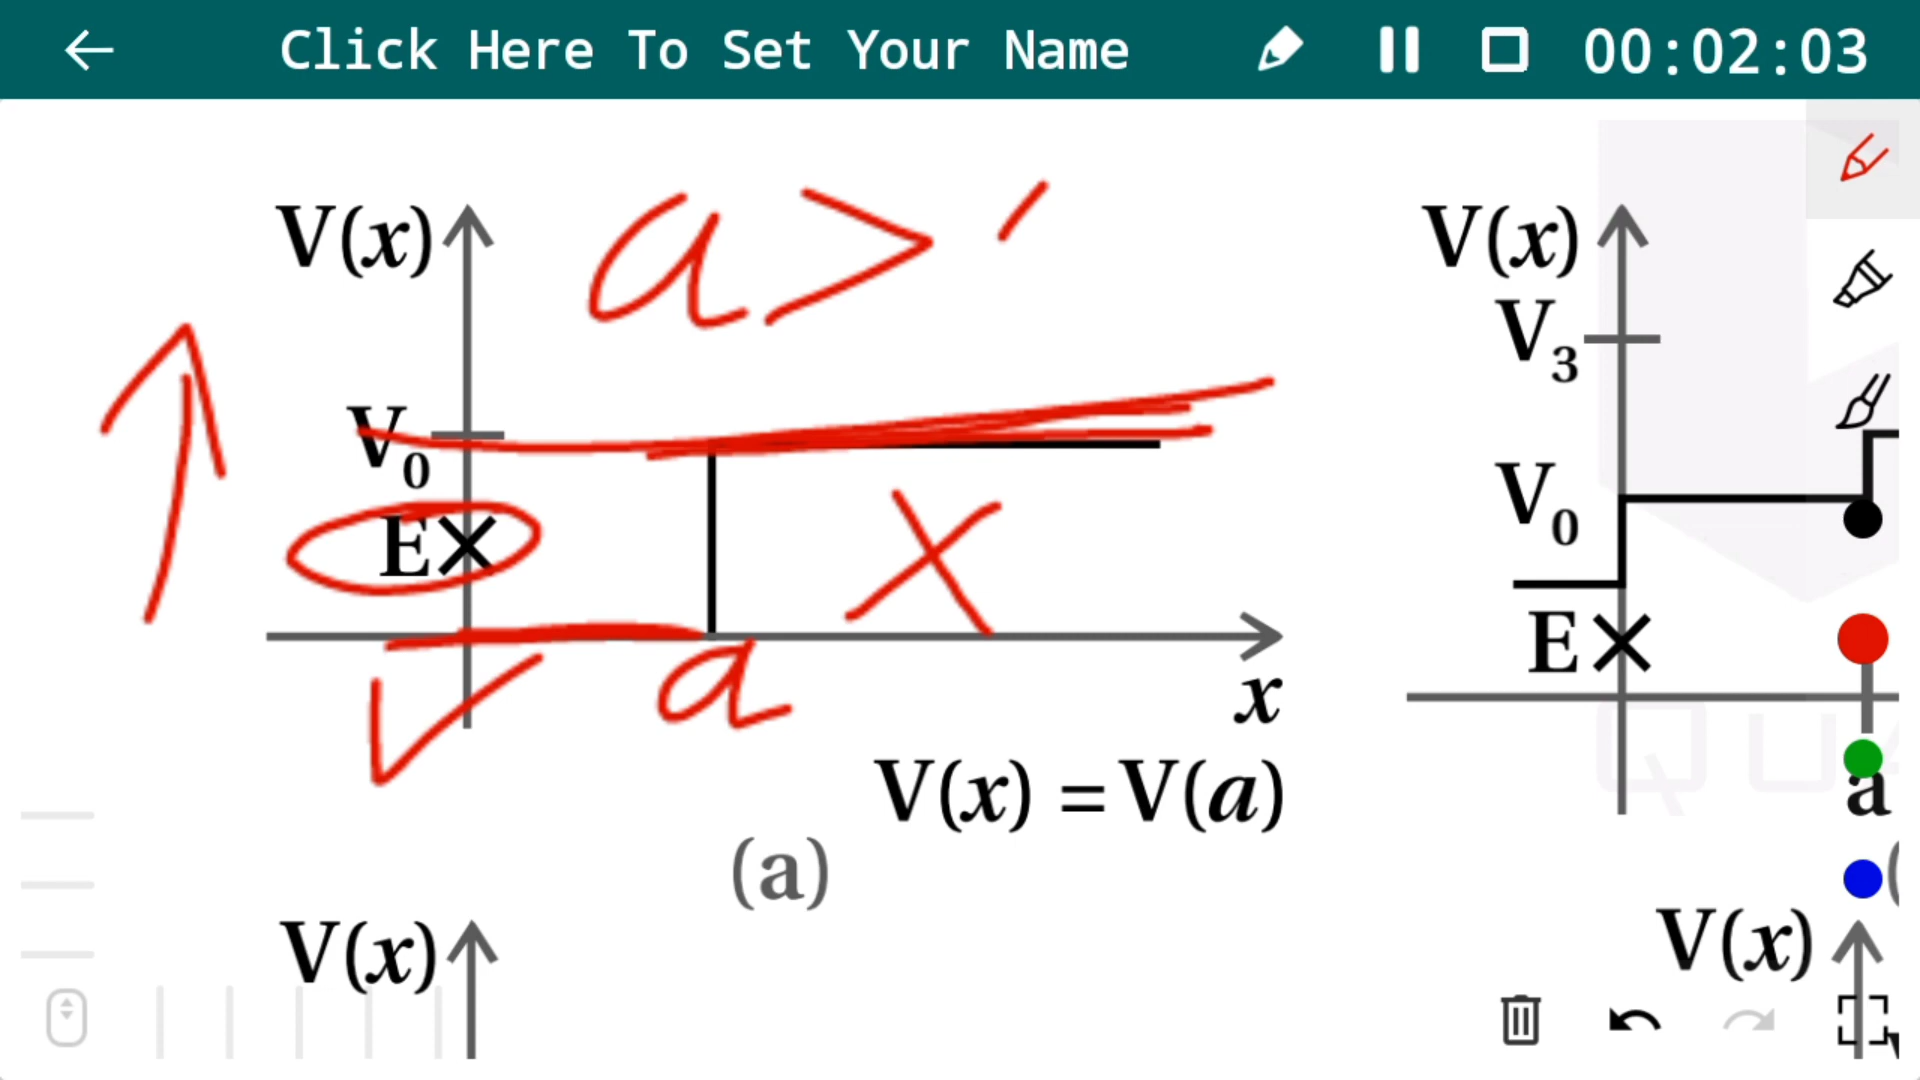 Click Here To Set Your Name 00:02:03
V(x)
a >
V0
E
a
x
V(x) = V(a)
(a)
V(x)
V3
V0
E
a
V(x)
V(x)